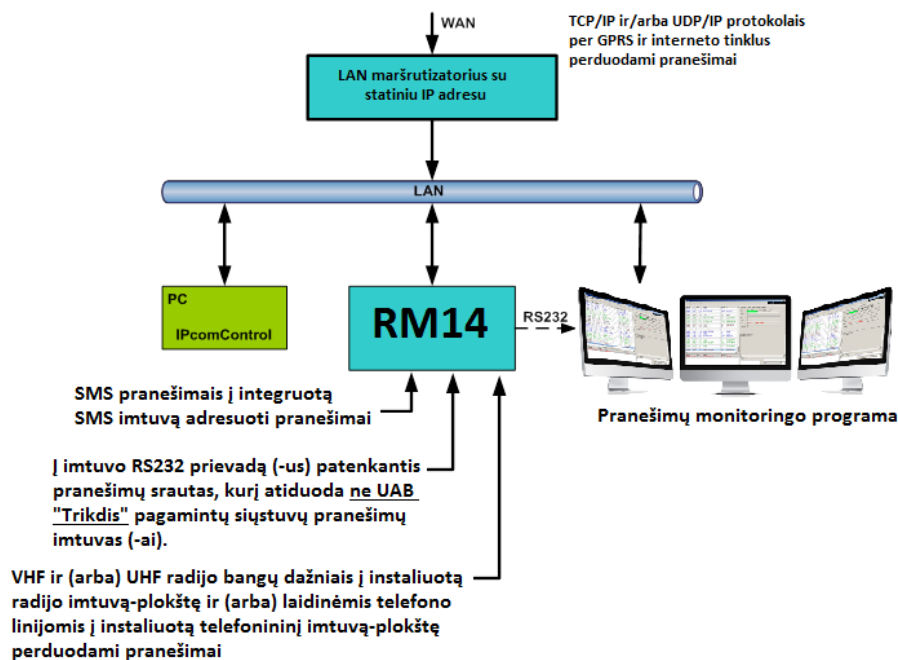 WAN
TCP/IP ir/arba UDP/IP protokolais
per GPRS ir interneto tinklus
perduodami pranešimai
LAN maršrutizatorius su
statiniu IP adresu
LAN
PC
IPcomControl
RM14
RS232
SMS pranešimais į integruotą
SMS imtuvą adresuoti pranešimai
Pranešimų monitoringo programa
Į imtuvo RS232 prievadą (-us) patenkantis
pranešimų srautas, kurį atiduoda ne UAB
"Trikdis" pagamintų siųstuvų pranešimų
imtuvas (-ai).
VHF ir (arba) UHF radijo bangų dažniais į instaliuotą
radijo imtuvą-plokštę ir (arba) laidinėmis telefono
linijomis į instaliuotą telefonininį imtuvą-plokštę
perduodami pranešimai